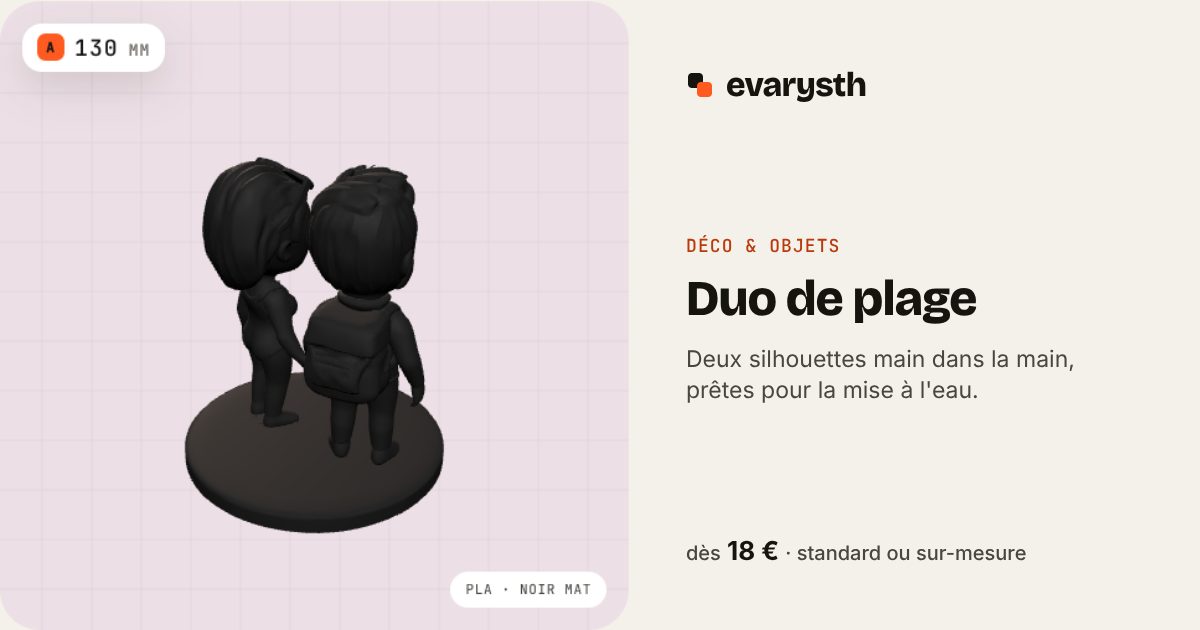 A 130 MM
evarysth
DÉCO & OBJETS
Duo de plage
Deux silhouettes main dans la main,
prêtes pour la mise à l'eau.
dès 18 € · standard ou sur-mesure
PLA · NOIR MAT